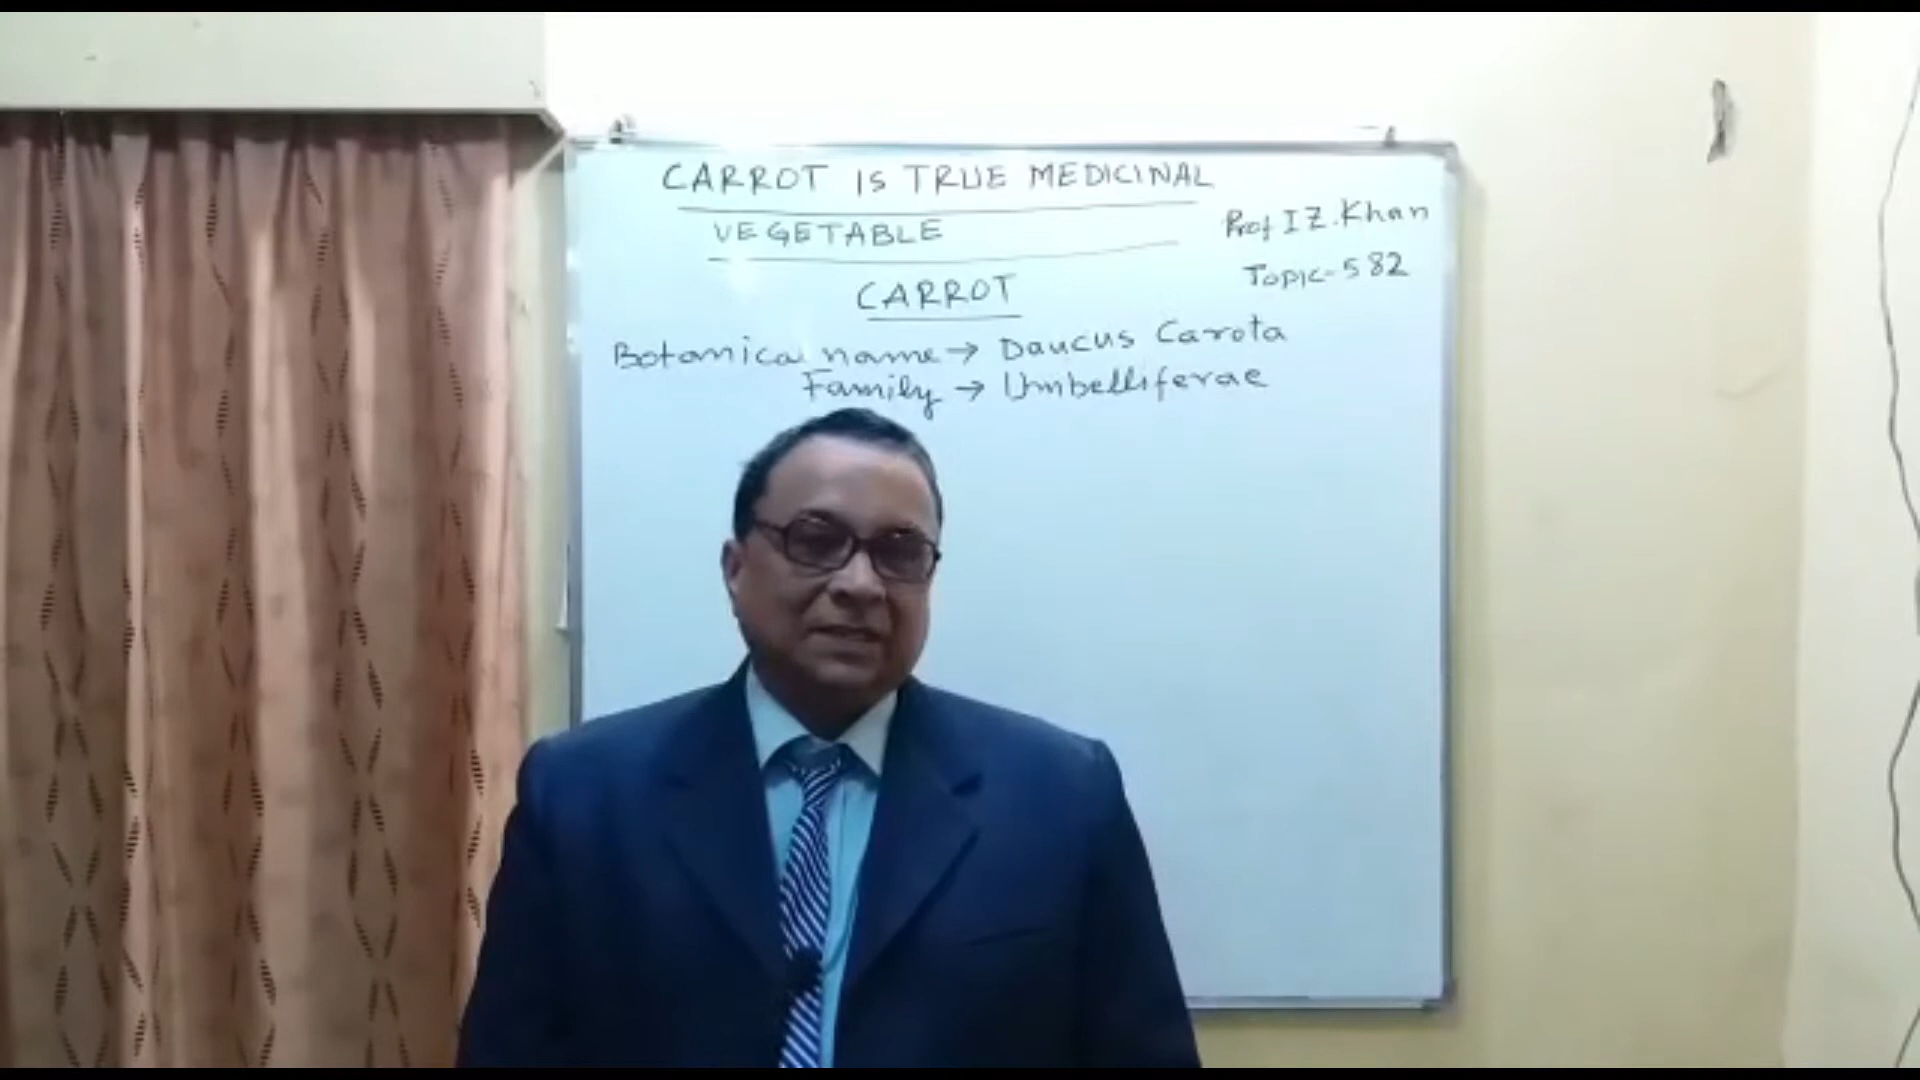 CARROT IS TRUE MEDICINAL
VEGETABLE
Prof I Z. Khan
Topic-582
CARROT
Botanical name → Daucus Carota
Family → Umbelliferae